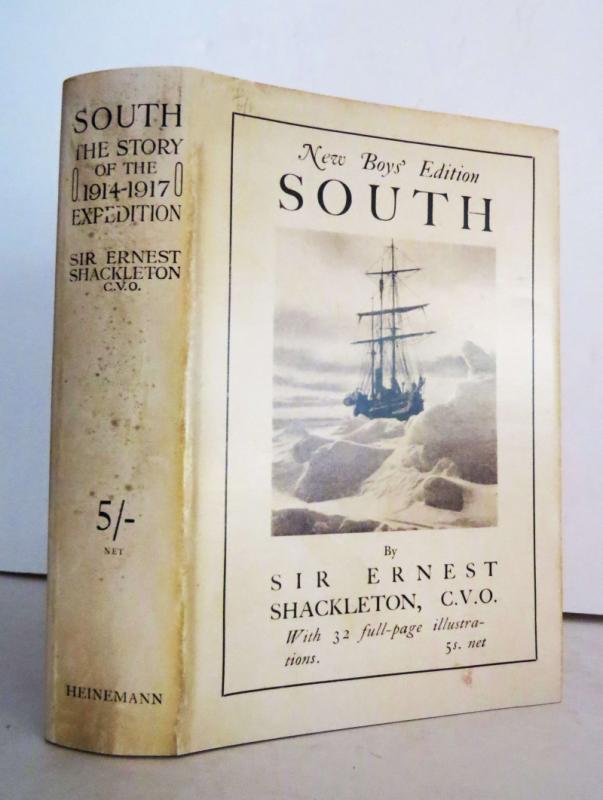 SOUTH
THE STORY
OF THE
1914-1917
EXPEDITION
SIR ERNEST
SHACKLETON
C.V.O.
5/-
NET
HEINEMANN
New Boys' Edition
SOUTH
By
SIR ERNEST
SHACKLETON, C.V.O.
With 32 full-page illustra-
tions. 5s. net